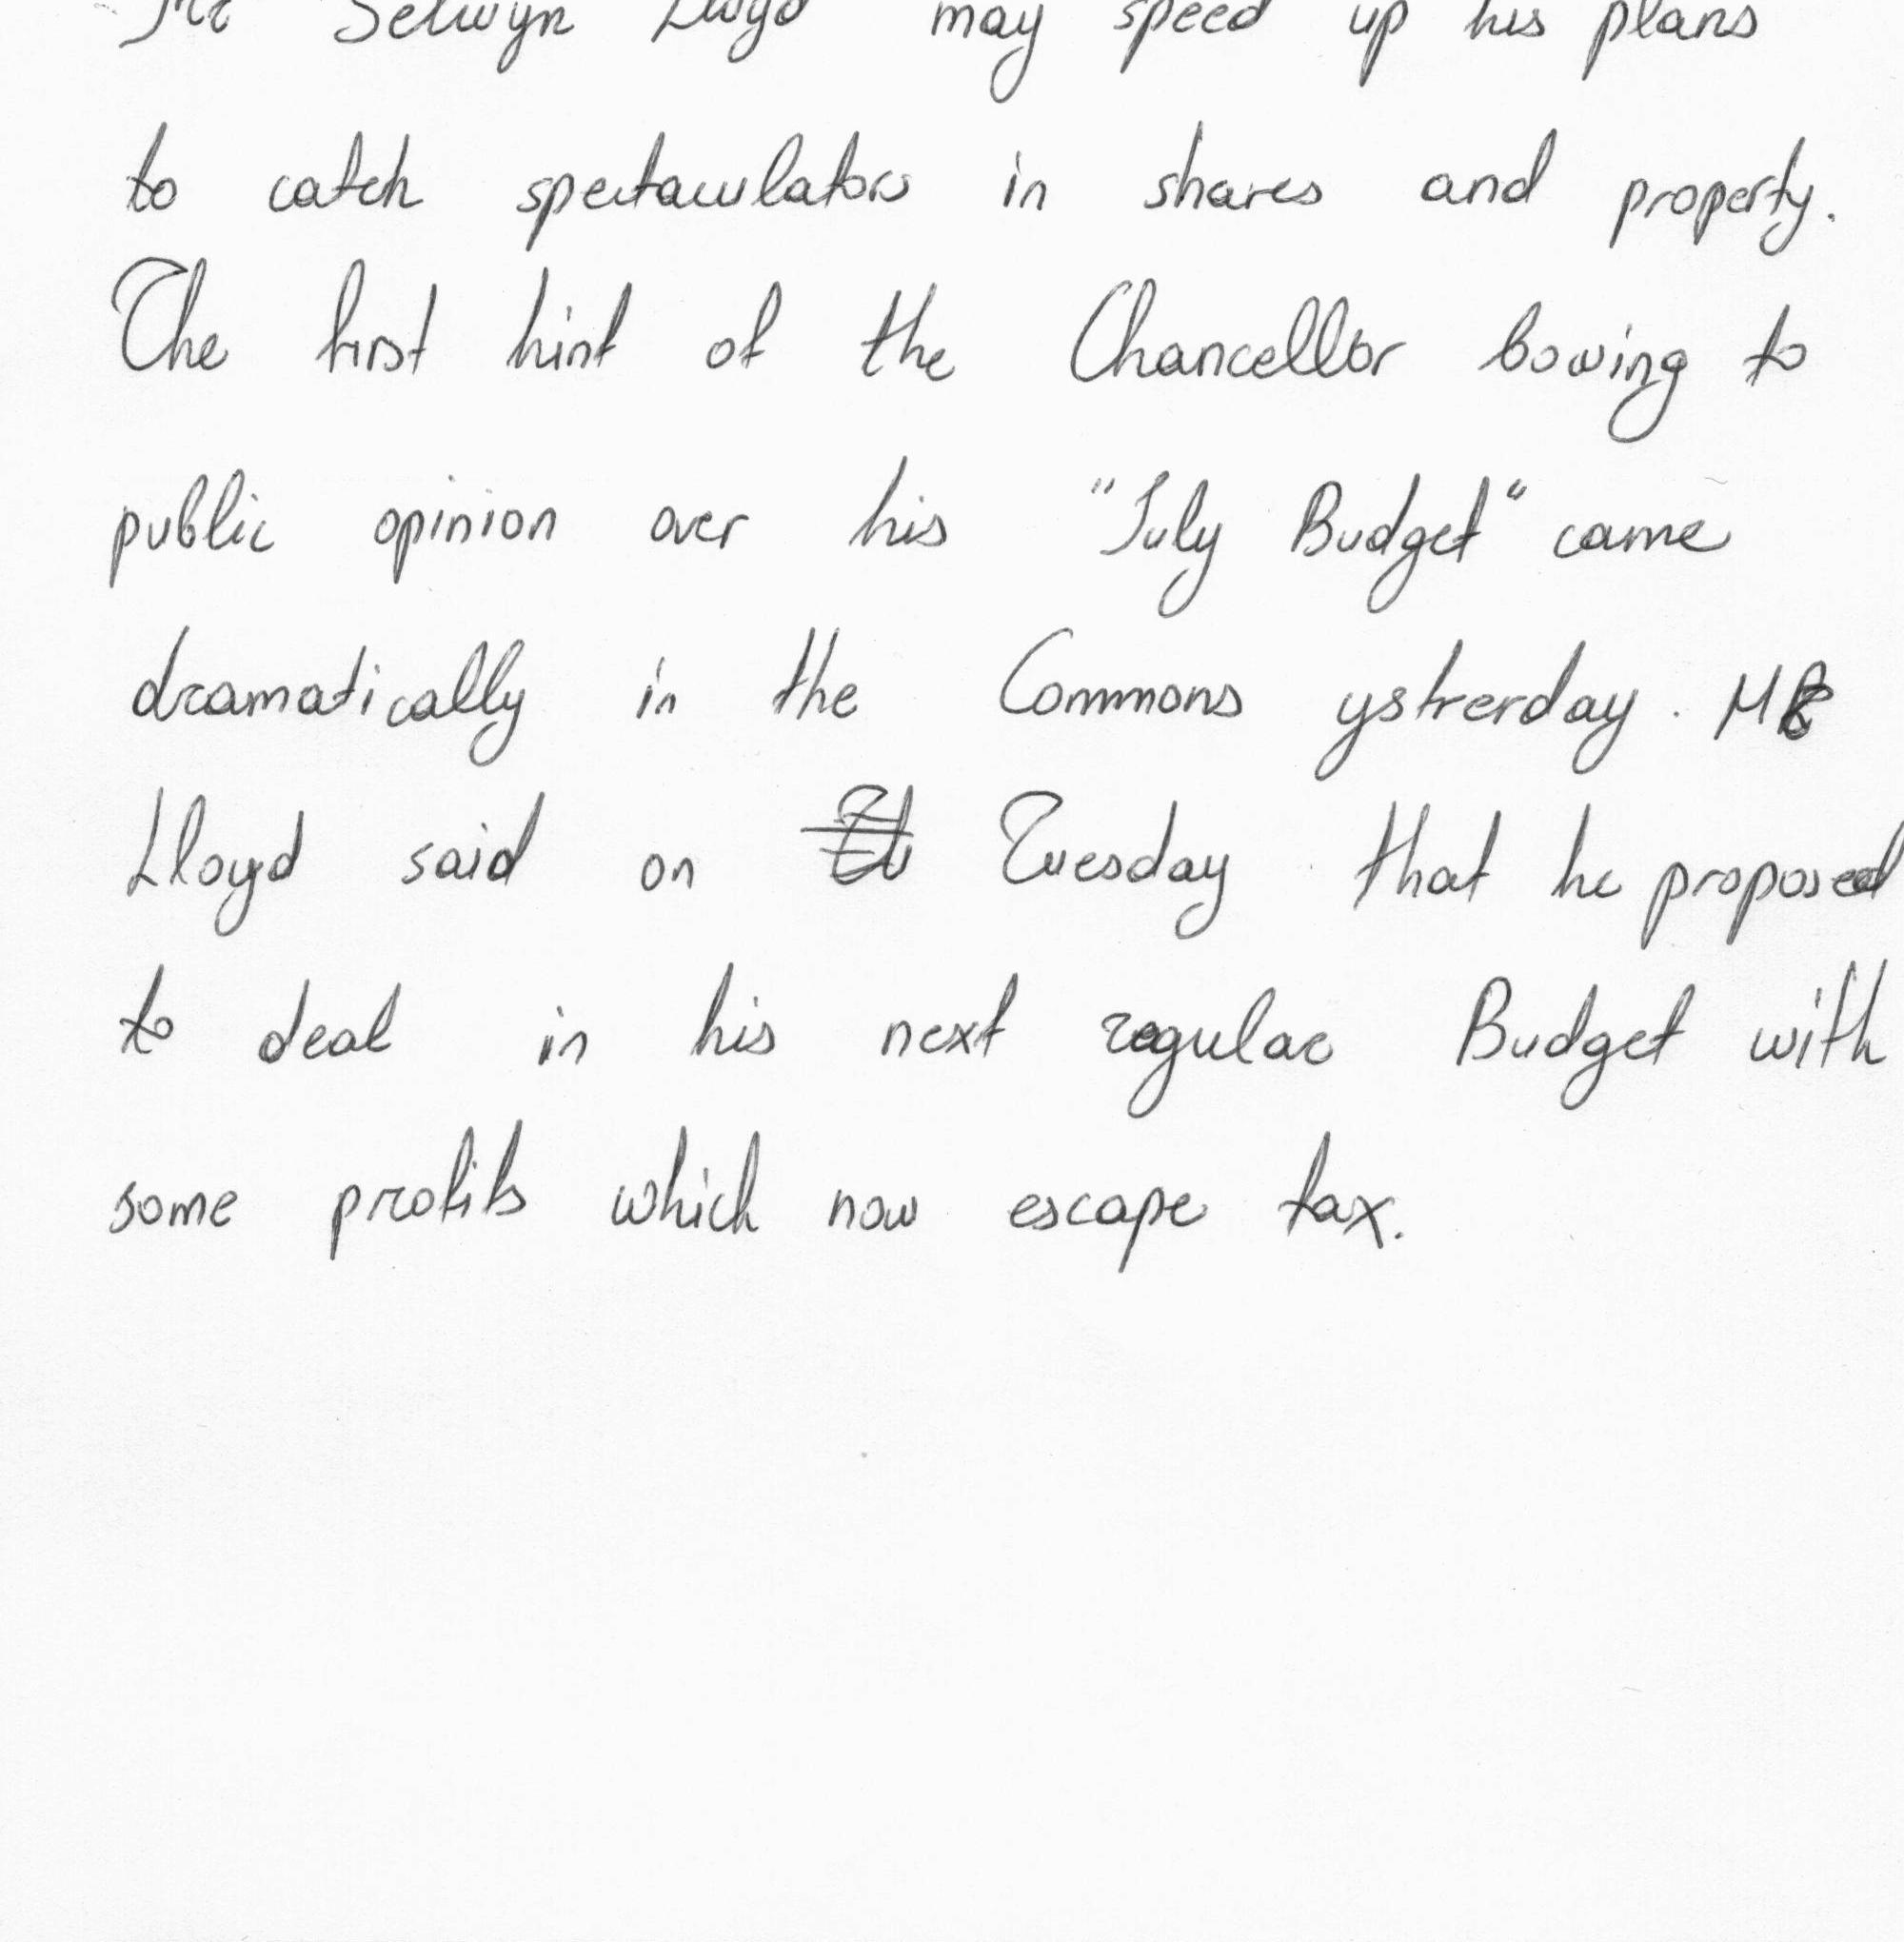 Mr Selwyn Lloyd may speed up his plans
to catch spectaculators in shares and property.
The first hint of the Chancellor bowing to
public opinion over his "July Budget" came
dramatically in the Commons ystrerday. Mr
Lloyd said on Tuesday that he proposed
to deal in his next regular Budget with
some profits which now escape tax.